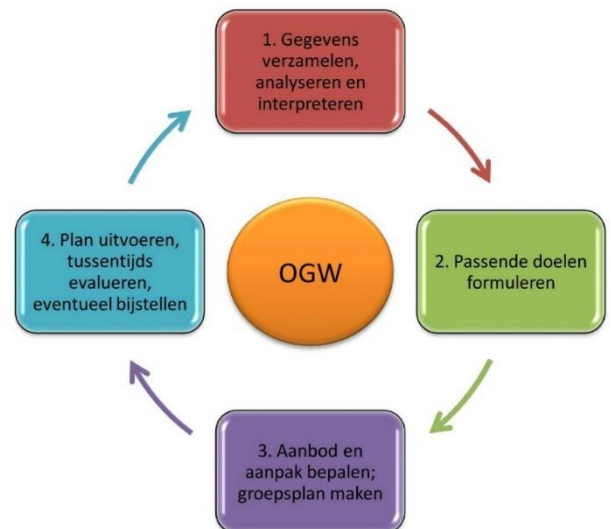 1. Gegevens
verzamelen,
analyseren en
interpreteren
2. Passende doelen
formuleren
3. Aanbod en
aanpak bepalen;
groepsplan maken
4. Plan uitvoeren,
tussentijds
evalueren,
eventueel bijstellen
OGW